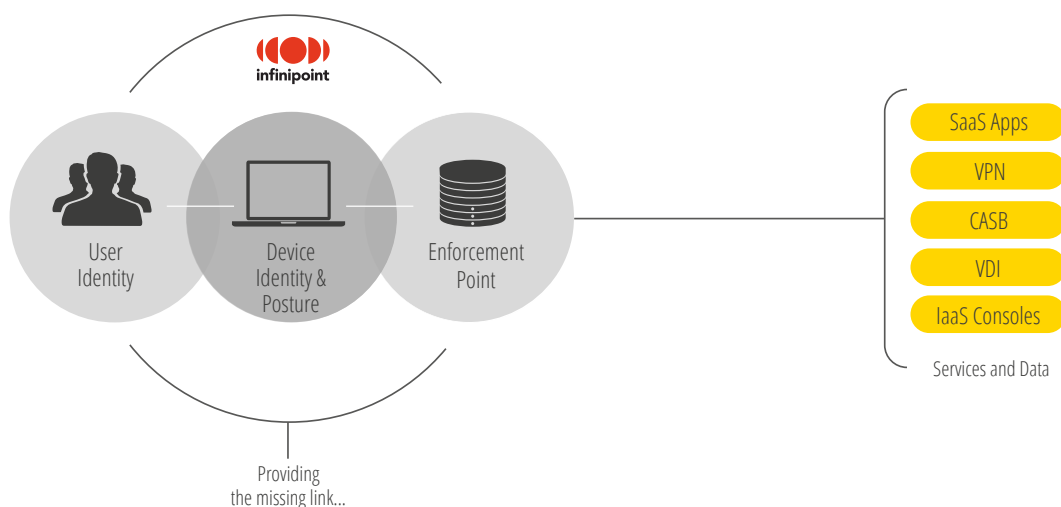 infinipoint
User
Identity
Device
Identity &
Posture
Enforcement
Point
SaaS Apps
VPN
CASB
VDI
IaaS Consoles
Services and Data
Providing
the missing link...